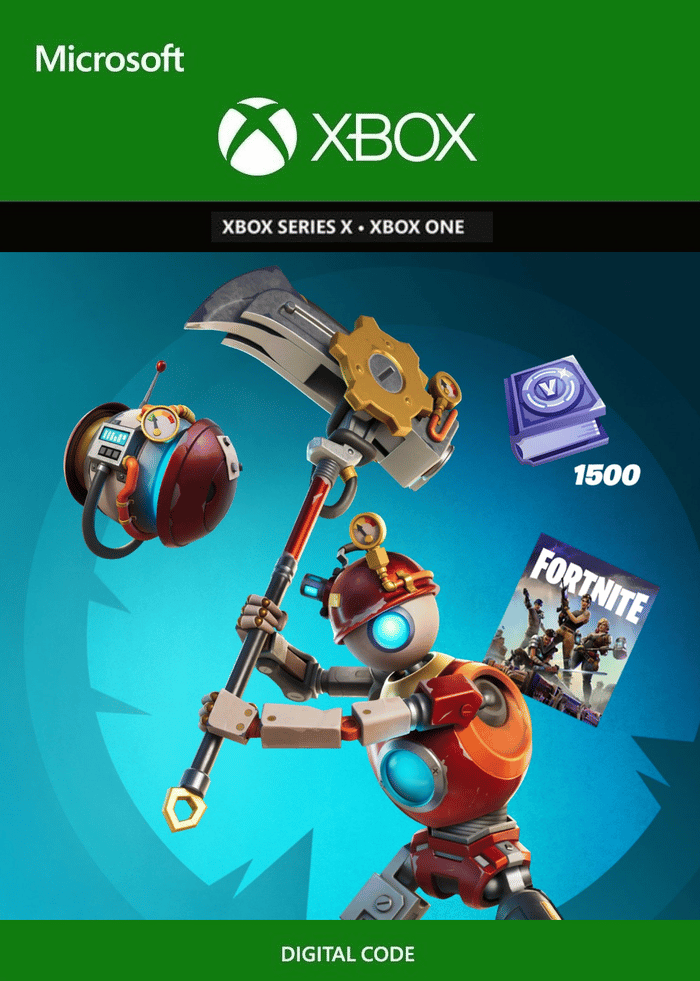 Microsoft
XBOX
XBOX SERIES X • XBOX ONE
V
1500
FORTNITE
DIGITAL CODE